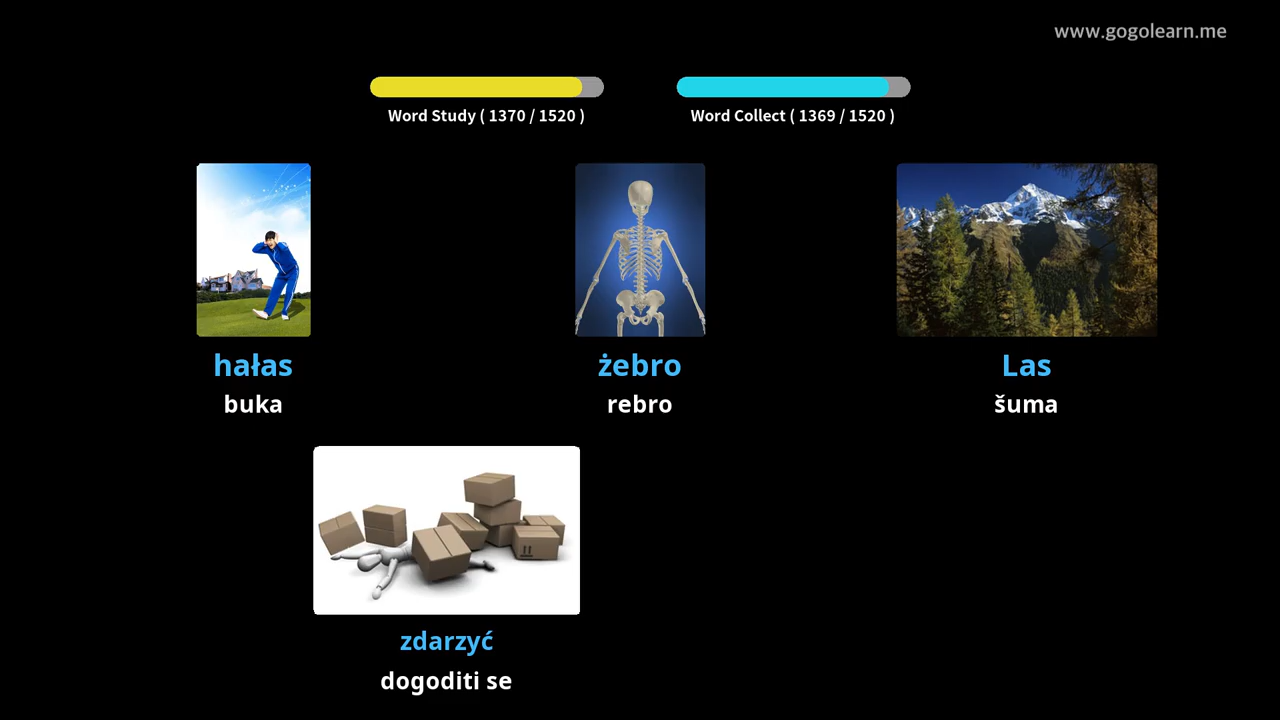 www.gogolearn.me
Word Study ( 1370 / 1520 )
Word Collect ( 1369 / 1520 )
hałas
buka
żebro
rebro
Las
šuma
zdarzyć
dogoditi se